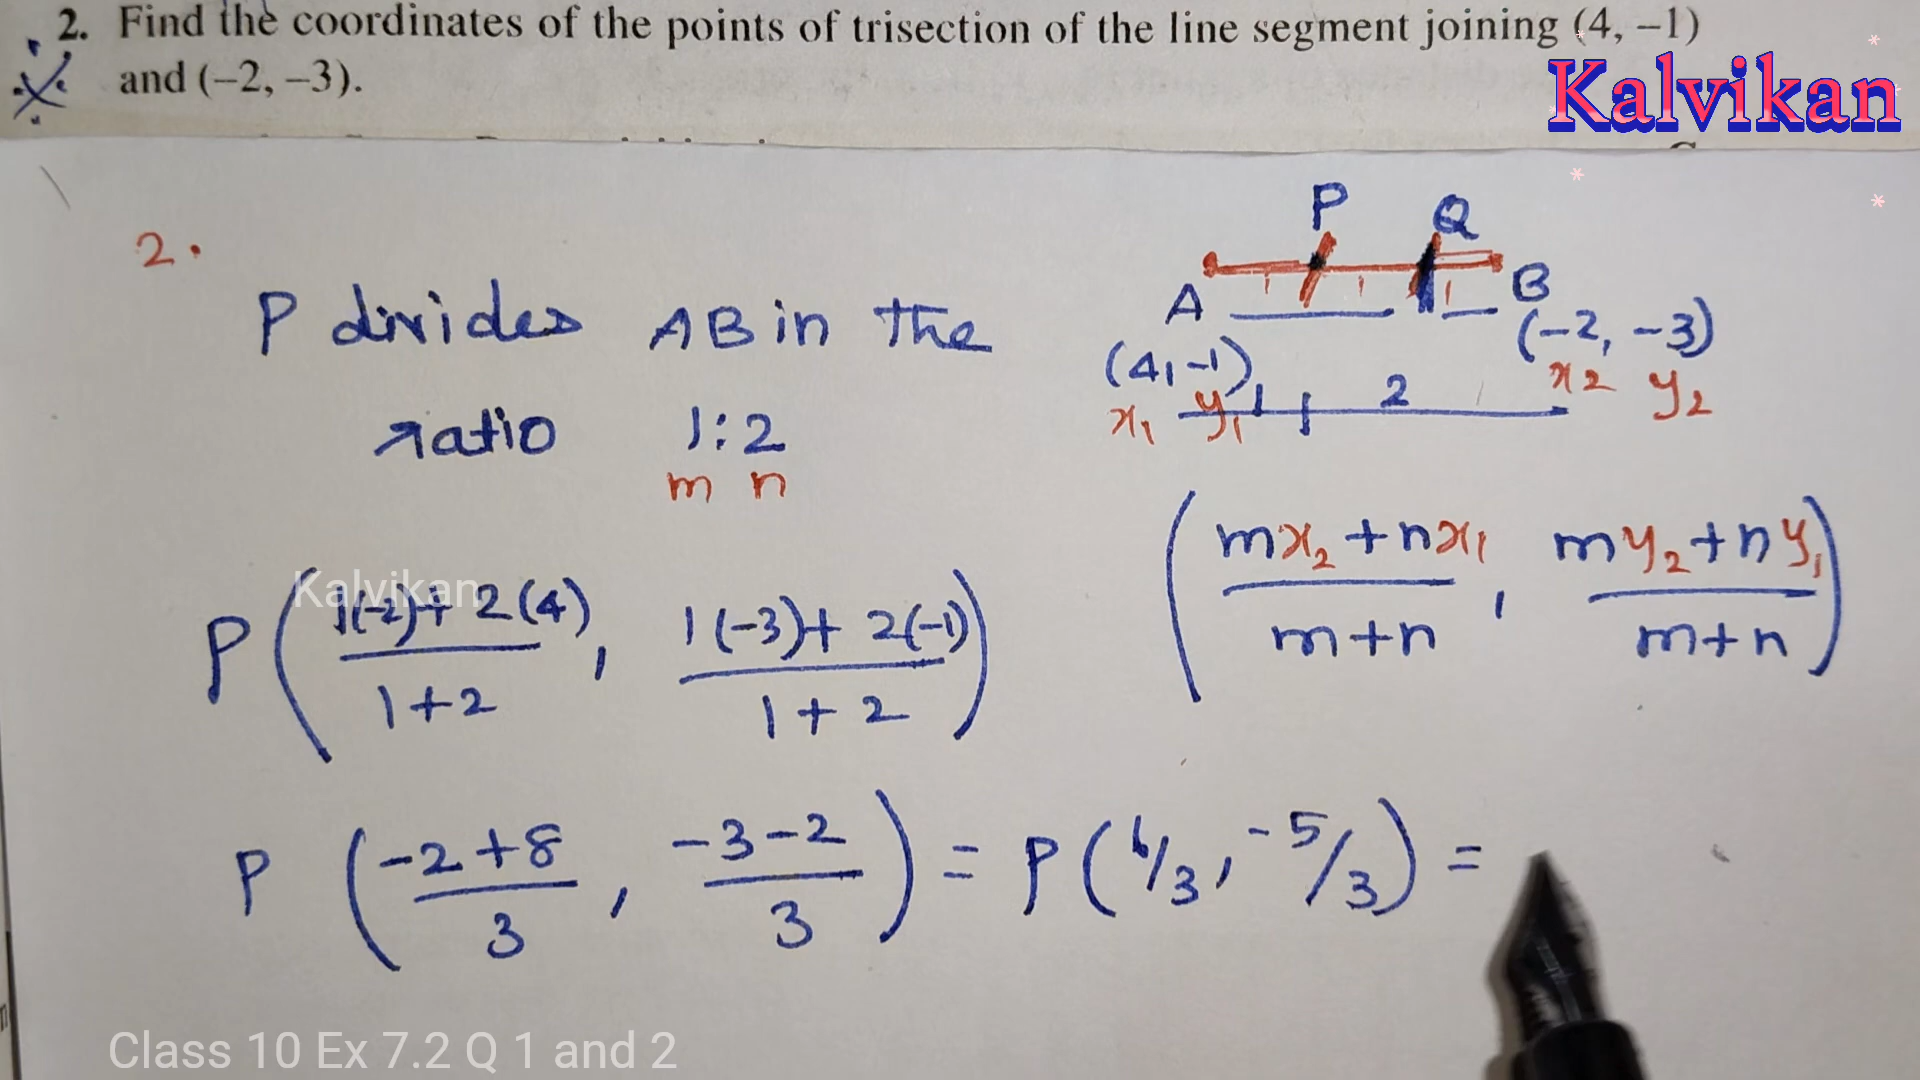 2. Find the coordinates of the points of trisection of the line segment joining (4, –1)
and (–2, –3).
Kalvikan
2.
P Q
A B
(4, -1) (-2, -3)
x₁ y₁ x₂ y₂
1 2
P divides AB in the
ratio 1:2
m n
(mx₂+nx₁/m+n, my₂+ny₁/m+n)
Kalvikan
P(1(-2)+2(4)/1+2, 1(-3)+2(-1)/1+2)
P(-2+8/3, -3-2/3) = P(6/3, -5/3) =
Class 10 Ex 7.2 Q 1 and 2